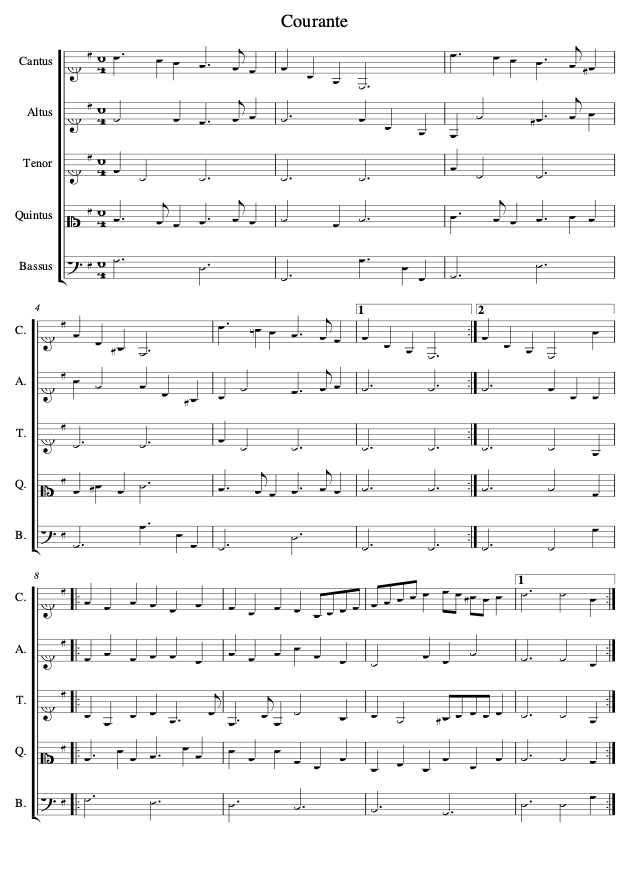 Courante
Cantus
Altus
Tenor
Quintus
Bassus
4
1
2
C.
A.
T.
Q.
B.
8
1
C.
A.
T.
Q.
B.